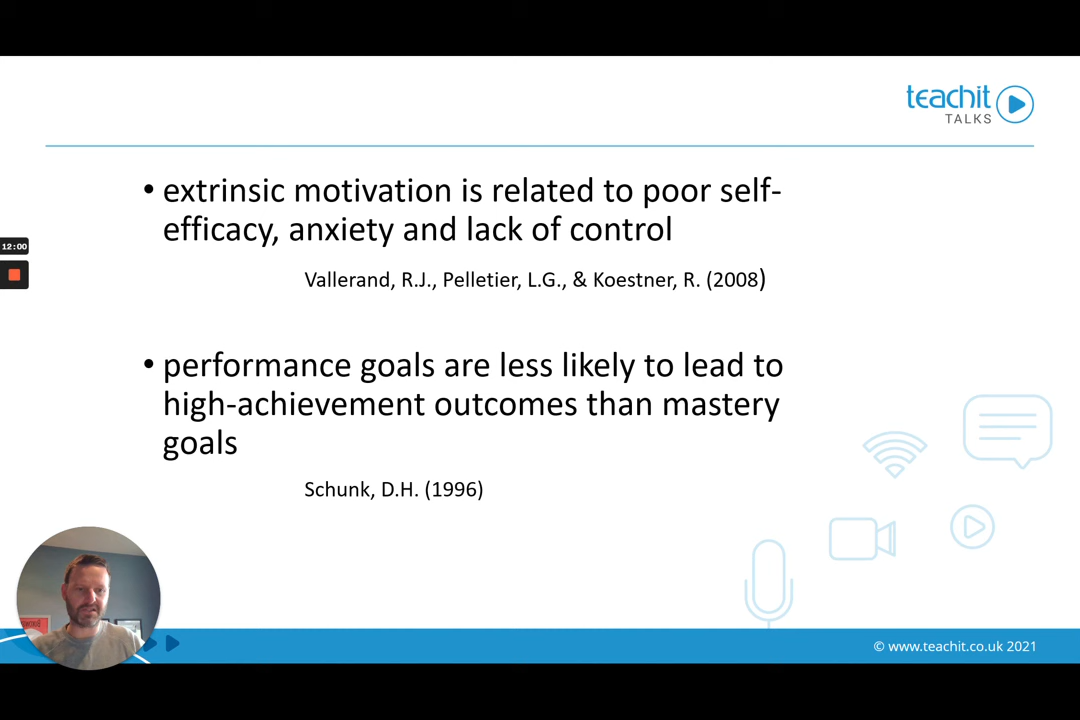 teachit
TALKS
• extrinsic motivation is related to poor self-
efficacy, anxiety and lack of control
12:00
Vallerand, R.J., Pelletier, L.G., & Koestner, R. (2008)
• performance goals are less likely to lead to
high-achievement outcomes than mastery
goals
Schunk, D.H. (1996)
© www.teachit.co.uk 2021